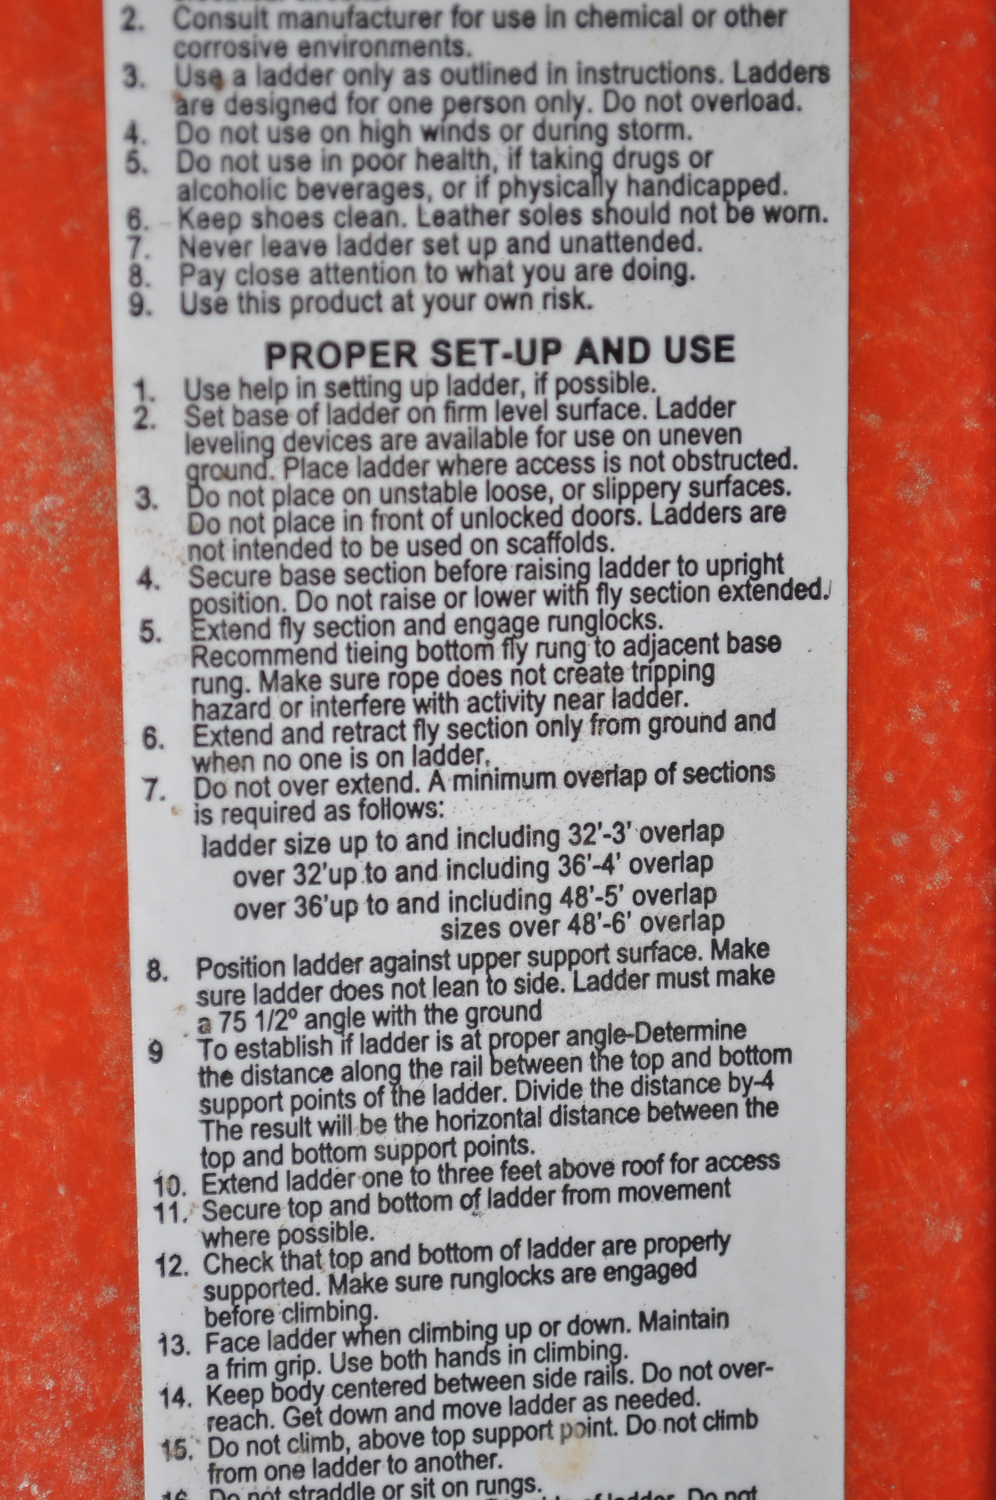 2. Consult manufacturer for use in chemical or other
corrosive environments.
3. Use a ladder only as outlined in instructions. Ladders
are designed for one person only. Do not overload.
4. Do not use on high winds or during storm.
5. Do not use in poor health, if taking drugs or
alcoholic beverages, or if physically handicapped.
6. Keep shoes clean. Leather soles should not be worn.
7. Never leave ladder set up and unattended.
8. Pay close attention to what you are doing.
9. Use this product at your own risk.
PROPER SET-UP AND USE
1. Use help in setting up ladder, if possible.
2. Set base of ladder on firm level surface. Ladder
leveling devices are available for use on uneven
ground. Place ladder where access is not obstructed.
3. Do not place on unstable loose, or slippery surfaces.
Do not place in front of unlocked doors. Ladders are
not intended to be used on scaffolds.
4. Secure base section before raising ladder to upright
position. Do not raise or lower with fly section extended.
5. Extend fly section and engage runglocks.
Recommend tieing bottom fly rung to adjacent base
rung. Make sure rope does not create tripping
hazard or interfere with activity near ladder.
6. Extend and retract fly section only from ground and
when no one is on ladder.
7. Do not over extend. A minimum overlap of sections
is required as follows:
ladder size up to and including 32'-3' overlap
over 32'up to and including 36'-4' overlap
over 36'up to and including 48'-5' overlap
sizes over 48'-6' overlap
8. Position ladder against upper support surface. Make
sure ladder does not lean to side. Ladder must make
a 75 1/2º angle with the ground
9 To establish if ladder is at proper angle-Determine
the distance along the rail between the top and bottom
support points of the ladder. Divide the distance by-4
The result will be the horizontal distance between the
top and bottom support points.
10. Extend ladder one to three feet above roof for access
11. Secure top and bottom of ladder from movement
where possible.
12. Check that top and bottom of ladder are properly
supported. Make sure runglocks are engaged
before climbing.
13. Face ladder when climbing up or down. Maintain
a frim grip. Use both hands in climbing.
14. Keep body centered between side rails. Do not over-
reach. Get down and move ladder as needed.
15. Do not climb, above top support point. Do not climb
from one ladder to another.
16. Do not straddle or sit on rungs.
of ladder. Do not